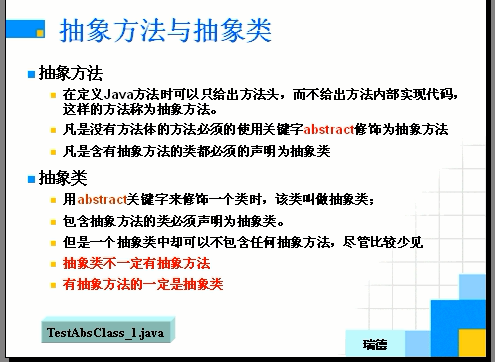 抽象方法与抽象类
抽象方法
在定义Java方法时可以只给出方法头，而不给出方法内部实现代码，
这样的方法称为抽象方法。
凡是没有方法体的方法必须的使用关键字abstract修饰为抽象方法
凡是含有抽象方法的类都必须的声明为抽象类
抽象类
用abstract关键字来修饰一个类时，该类叫做抽象类；
包含抽象方法的类必须声明为抽象类。
但是一个抽象类中却可以不包含任何抽象方法，尽管比较少见
抽象类不一定有抽象方法
有抽象方法的一定是抽象类
TestAbsClass_1.java
瑞德